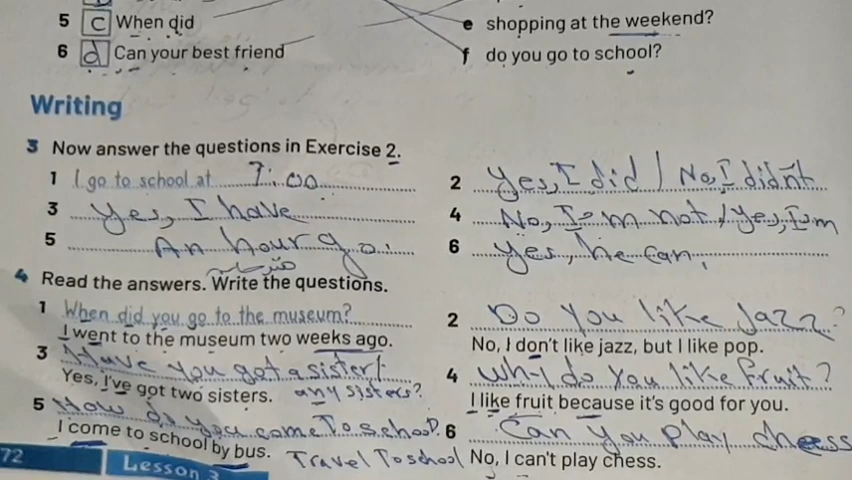 5 c When did
e shopping at the weekend?
6 d Can your best friend
f do you go to school?
Writing
3 Now answer the questions in Exercise 2.
1 I go to school at 7:00
2 Yes, I did / No, I didn't
3 Yes, I have
4 No, I'm not / yes, I'm
5 An hour go
6 yes, he can.
4 Read the answers. Write the questions.
1 When did you go to the museum?
I went to the museum two weeks ago.
2 Do you like Jazz?
No, I don't like jazz, but I like pop.
3 Have you got a sister
Yes, I've got two sisters. any sisters?
4 Why do you like fruit?
I like fruit because it's good for you.
5 How do you come To school?
I come to school by bus. Travel To school
6 Can you play chess
No, I can't play chess.
72 Lesson 3